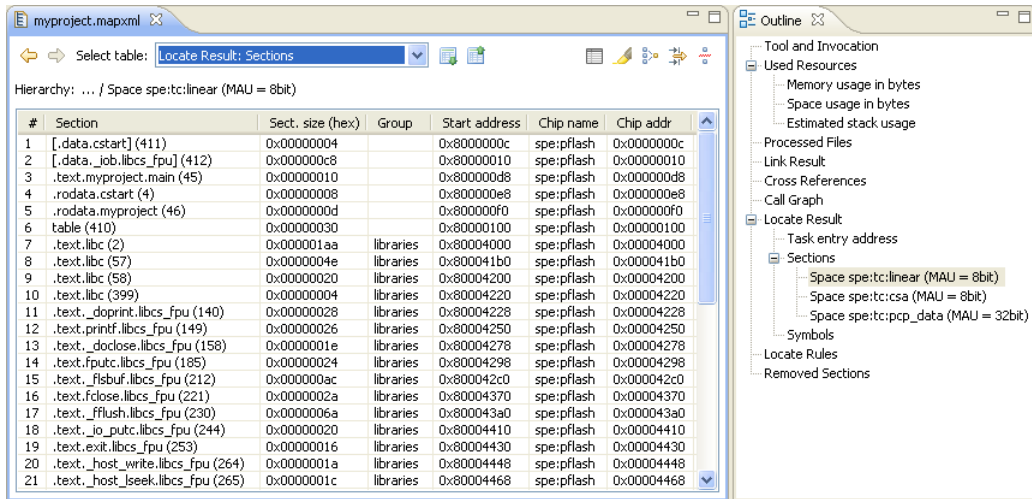 myproject.mapxml
Select table: Locate Result: Sections
Hierarchy: ... / Space spe:tc:linear (MAU = 8bit)
# Section Sect. size (hex) Group Start address Chip name Chip addr
1 [.data.cstart] (411) 0x00000004 0x8000000c spe:pflash 0x0000000c
2 [.data._iob.libcs_fpu] (412) 0x000000c8 0x80000010 spe:pflash 0x00000010
3 .text.myproject.main (45) 0x00000010 0x800000d8 spe:pflash 0x000000d8
4 .rodata.cstart (4) 0x00000008 0x800000e8 spe:pflash 0x000000e8
5 .rodata.myproject (46) 0x0000000d 0x800000f0 spe:pflash 0x000000f0
6 table (410) 0x00000030 0x80000100 spe:pflash 0x00000100
7 .text.libc (2) 0x000001aa libraries 0x80004000 spe:pflash 0x00004000
8 .text.libc (57) 0x0000004e libraries 0x800041b0 spe:pflash 0x000041b0
9 .text.libc (58) 0x00000020 libraries 0x80004200 spe:pflash 0x00004200
10 .text.libc (399) 0x00000004 libraries 0x80004220 spe:pflash 0x00004220
11 .text._doprint.libcs_fpu (140) 0x00000028 libraries 0x80004228 spe:pflash 0x00004228
12 .text.printf.libcs_fpu (149) 0x00000026 libraries 0x80004250 spe:pflash 0x00004250
13 .text._doclose.libcs_fpu (158) 0x0000001e libraries 0x80004278 spe:pflash 0x00004278
14 .text.fputc.libcs_fpu (185) 0x00000024 libraries 0x80004298 spe:pflash 0x00004298
15 .text._flsbuf.libcs_fpu (212) 0x000000ac libraries 0x800042c0 spe:pflash 0x000042c0
16 .text.fclose.libcs_fpu (221) 0x0000002a libraries 0x80004370 spe:pflash 0x00004370
17 .text._fflush.libcs_fpu (230) 0x0000006a libraries 0x800043a0 spe:pflash 0x000043a0
18 .text._io_putc.libcs_fpu (244) 0x00000020 libraries 0x80004410 spe:pflash 0x00004410
19 .text.exit.libcs_fpu (253) 0x00000016 libraries 0x80004430 spe:pflash 0x00004430
20 .text._host_write.libcs_fpu (264) 0x0000001a libraries 0x80004448 spe:pflash 0x00004448
21 .text._host_lseek.libcs_fpu (265) 0x0000001c libraries 0x80004468 spe:pflash 0x00004468
Outline
Tool and Invocation
Used Resources
Memory usage in bytes
Space usage in bytes
Estimated stack usage
Processed Files
Link Result
Cross References
Call Graph
Locate Result
Task entry address
Sections
Space spe:tc:linear (MAU = 8bit)
Space spe:tc:csa (MAU = 8bit)
Space spe:tc:pcp_data (MAU = 32bit)
Symbols
Locate Rules
Removed Sections